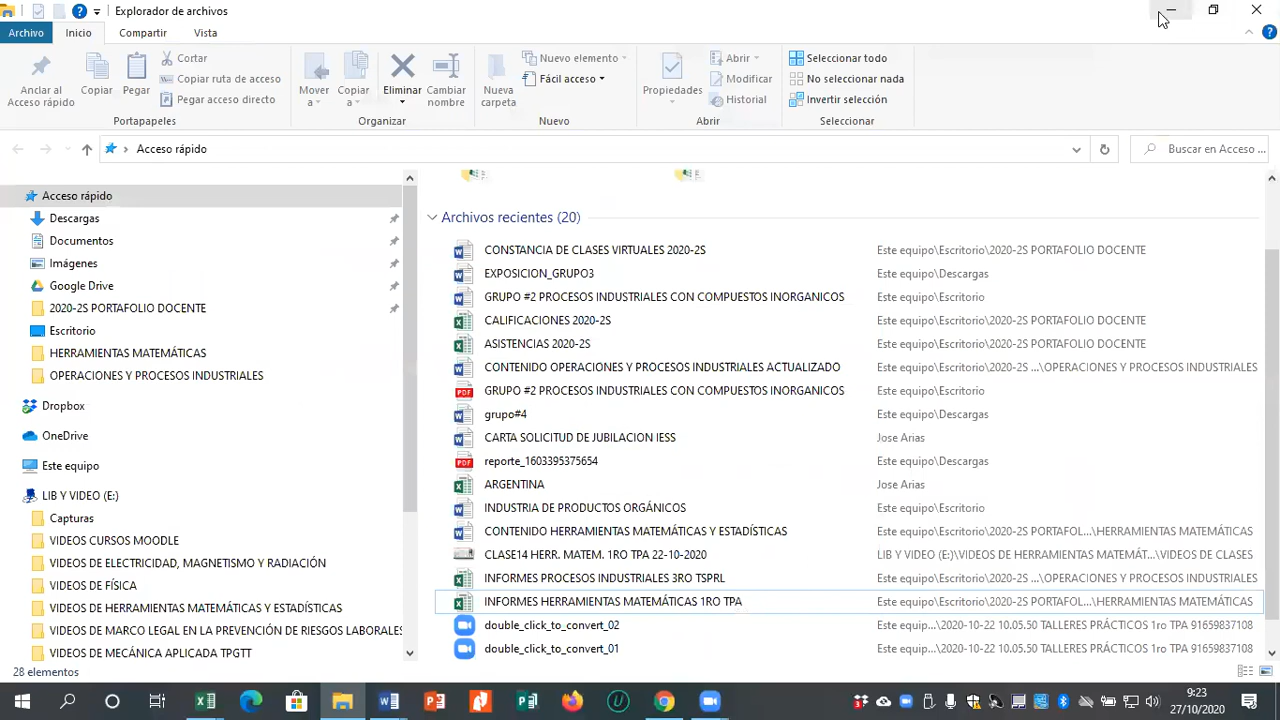 Explorador de archivos
Archivo Inicio Compartir Vista
Anclar al Acceso rápido
Copiar
Pegar
Cortar
Copiar ruta de acceso
Pegar acceso directo
Mover a
Copiar a
Eliminar
Cambiar nombre
Nueva carpeta
Nuevo elemento
Fácil acceso
Propiedades
Abrir
Modificar
Historial
Seleccionar todo
No seleccionar nada
Invertir selección
Portapapeles Organizar Nuevo Abrir Seleccionar
Acceso rápido
Buscar en Acceso ...
Acceso rápido
Descargas
Documentos
Imágenes
Google Drive
2020-2S PORTAFOLIO DOCENTE
Escritorio
HERRAMIENTAS MATEMÁTICAS
OPERACIONES Y PROCESOS INDUSTRIALES
Dropbox
OneDrive
Este equipo
LIB Y VIDEO (E:)
Capturas
VIDEOS CURSOS MOODLE
VIDEOS DE ELECTRICIDAD, MAGNETISMO Y RADIACIÓN
VIDEOS DE FÍSICA
VIDEOS DE HERRAMIENTAS MATEMÁTICAS Y ESTADÍSTICAS
VIDEOS DE MARCO LEGAL EN LA PREVENCIÓN DE RIESGOS LABORALES
VIDEOS DE MECÁNICA APLICADA TPGTT
Archivos recientes (20)
CONSTANCIA DE CLASES VIRTUALES 2020-2S Este equipo\Escritorio\2020-2S PORTAFOLIO DOCENTE
EXPOSICION_GRUPO3 Este equipo\Descargas
GRUPO #2 PROCESOS INDUSTRIALES CON COMPUESTOS INORGANICOS Este equipo\Escritorio
CALIFICACIONES 2020-2S Este equipo\Escritorio\2020-2S PORTAFOLIO DOCENTE
ASISTENCIAS 2020-2S Este equipo\Escritorio\2020-2S PORTAFOLIO DOCENTE
CONTENIDO OPERACIONES Y PROCESOS INDUSTRIALES ACTUALIZADO Este equipo\Escritorio\2020-2S ...\OPERACIONES Y PROCESOS INDUSTRIALES
GRUPO #2 PROCESOS INDUSTRIALES CON COMPUESTOS INORGANICOS Este equipo\Escritorio
grupo#4 Este equipo\Descargas
CARTA SOLICITUD DE JUBILACION IESS Jose Arias
reporte_1603395375654 Este equipo\Descargas
ARGENTINA Jose Arias
INDUSTRIA DE PRODUCTOS ORGÁNICOS Este equipo\Escritorio
CONTENIDO HERRAMIENTAS MATEMÁTICAS Y ESTADÍSTICAS Este equipo\Escritorio\2020-2S PORTAFOL...\HERRAMIENTAS MATEMÁTICAS
CLASE14 HERR. MATEM. 1RO TPA 22-10-2020 LIB Y VIDEO (E:)\VIDEOS DE HERRAMIENTAS MATEMÁT...\VIDEOS DE CLASES
INFORMES PROCESOS INDUSTRIALES 3RO TSPRL Este equipo\Escritorio\2020-2S ...\OPERACIONES Y PROCESOS INDUSTRIALES
INFORMES HERRAMIENTAS MATEMÁTICAS 1RO TPA Este equipo\Escritorio\2020-2S PORTAFOL...\HERRAMIENTAS MATEMÁTICAS
double_click_to_convert_02 Este equip...\2020-10-22 10.05.50 TALLERES PRÁCTICOS 1ro TPA 91659837108
double_click_to_convert_01 Este equip...\2020-10-22 10.05.50 TALLERES PRÁCTICOS 1ro TPA 91659837108
28 elementos
9:23
27/10/2020